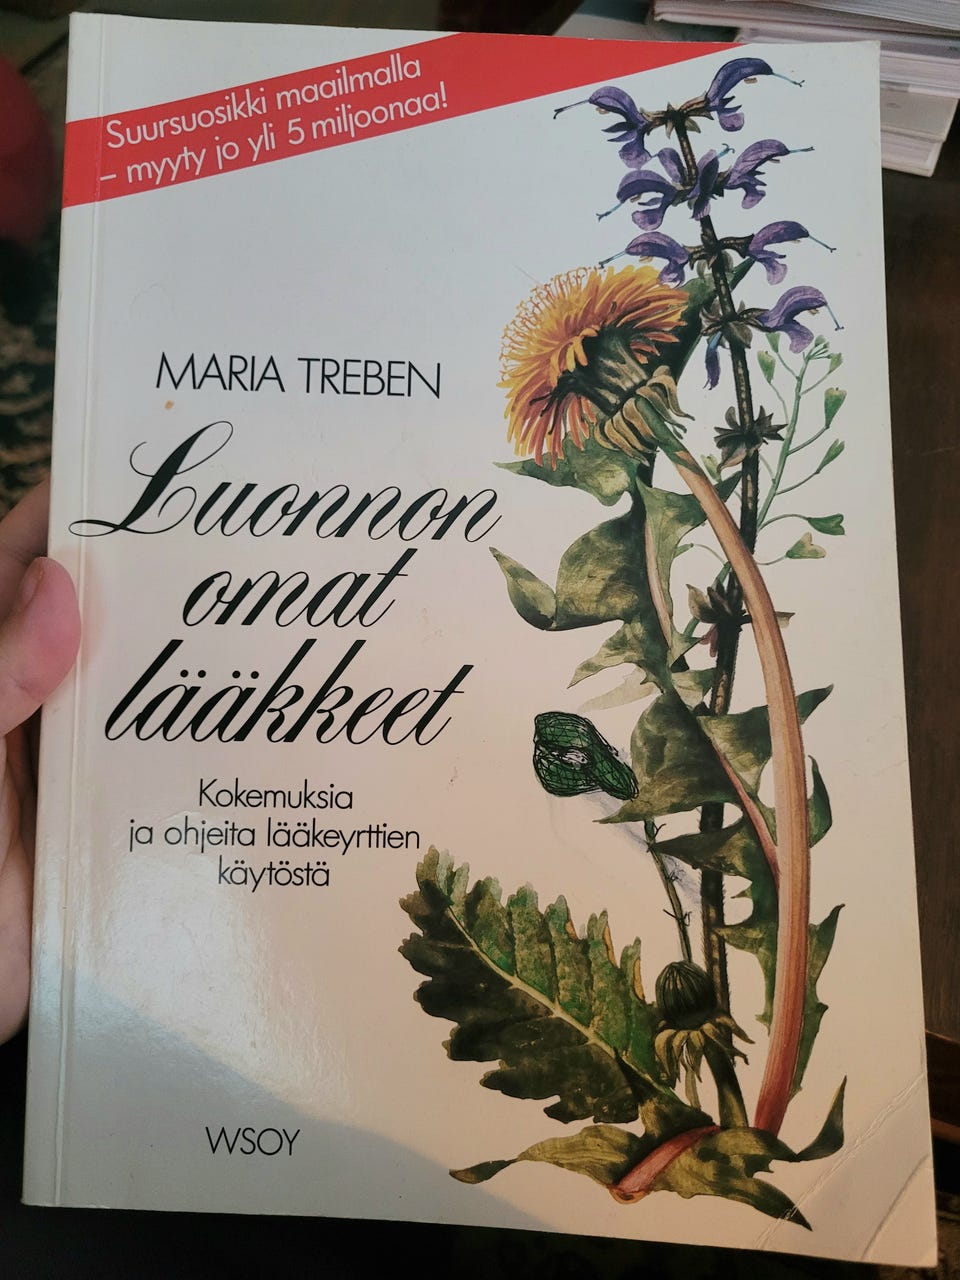 Suursuosikki maailmalla
– myyty jo yli 5 miljoonaa!
MARIA TREBEN
Luonnon
omat
lääkkeet
Kokemuksia
ja ohjeita lääkeyrttien
käytöstä
WSOY